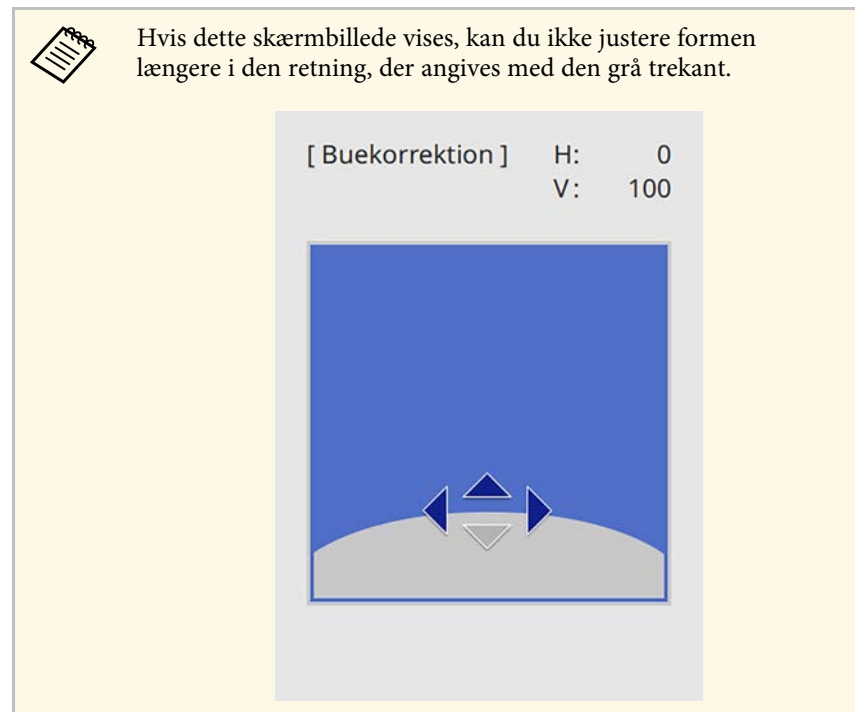 Hvis dette skærmbillede vises, kan du ikke justere formen
længere i den retning, der angives med den grå trekant.
[ Buekorrektion ] H: 0
V: 100